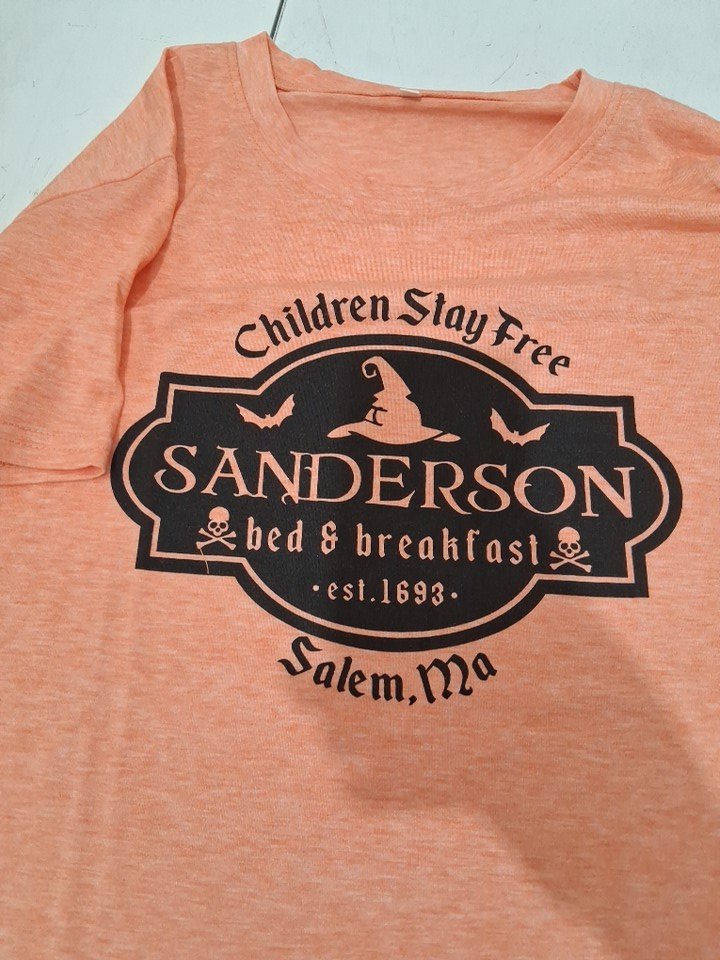 Children Stay Free
SANDERSON
bed & breakfast
·est.1693·
Salem, Ma